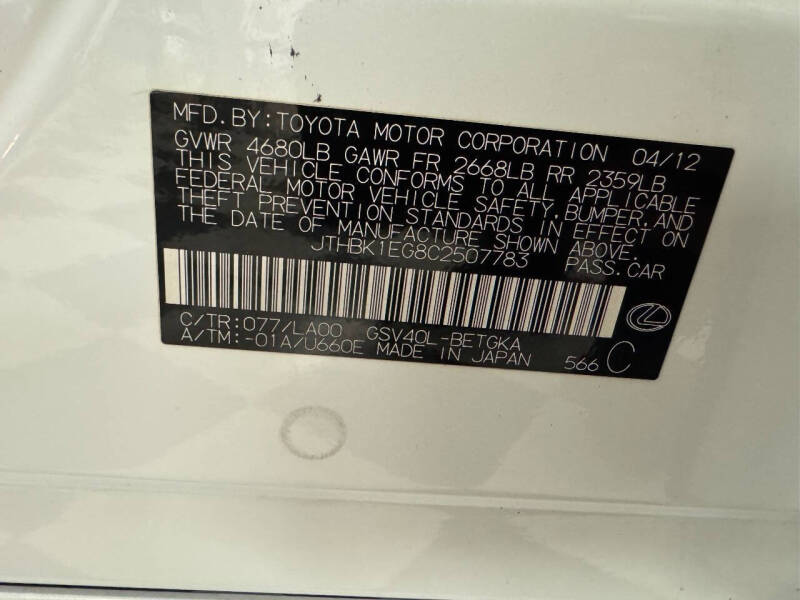 MFD.BY:TOYOTA MOTOR CORPORATION 04/12
GVWR 4680LB GAWR FR 2668LB RR 2359LB
THIS VEHICLE CONFORMS TO ALL APPLICABLE
FEDERAL MOTOR VEHICLE SAFETY,BUMPER,AND
THEFT PREVENTION STANDARDS IN EFFECT ON
THE DATE OF MANUFACTURE SHOWN ABOVE.
JTHBK1EG8C2507783 PASS.CAR
C/TR:077/LA00 GSV40L-BETGKA
A/TM:-01A/U660E MADE IN JAPAN 566 C